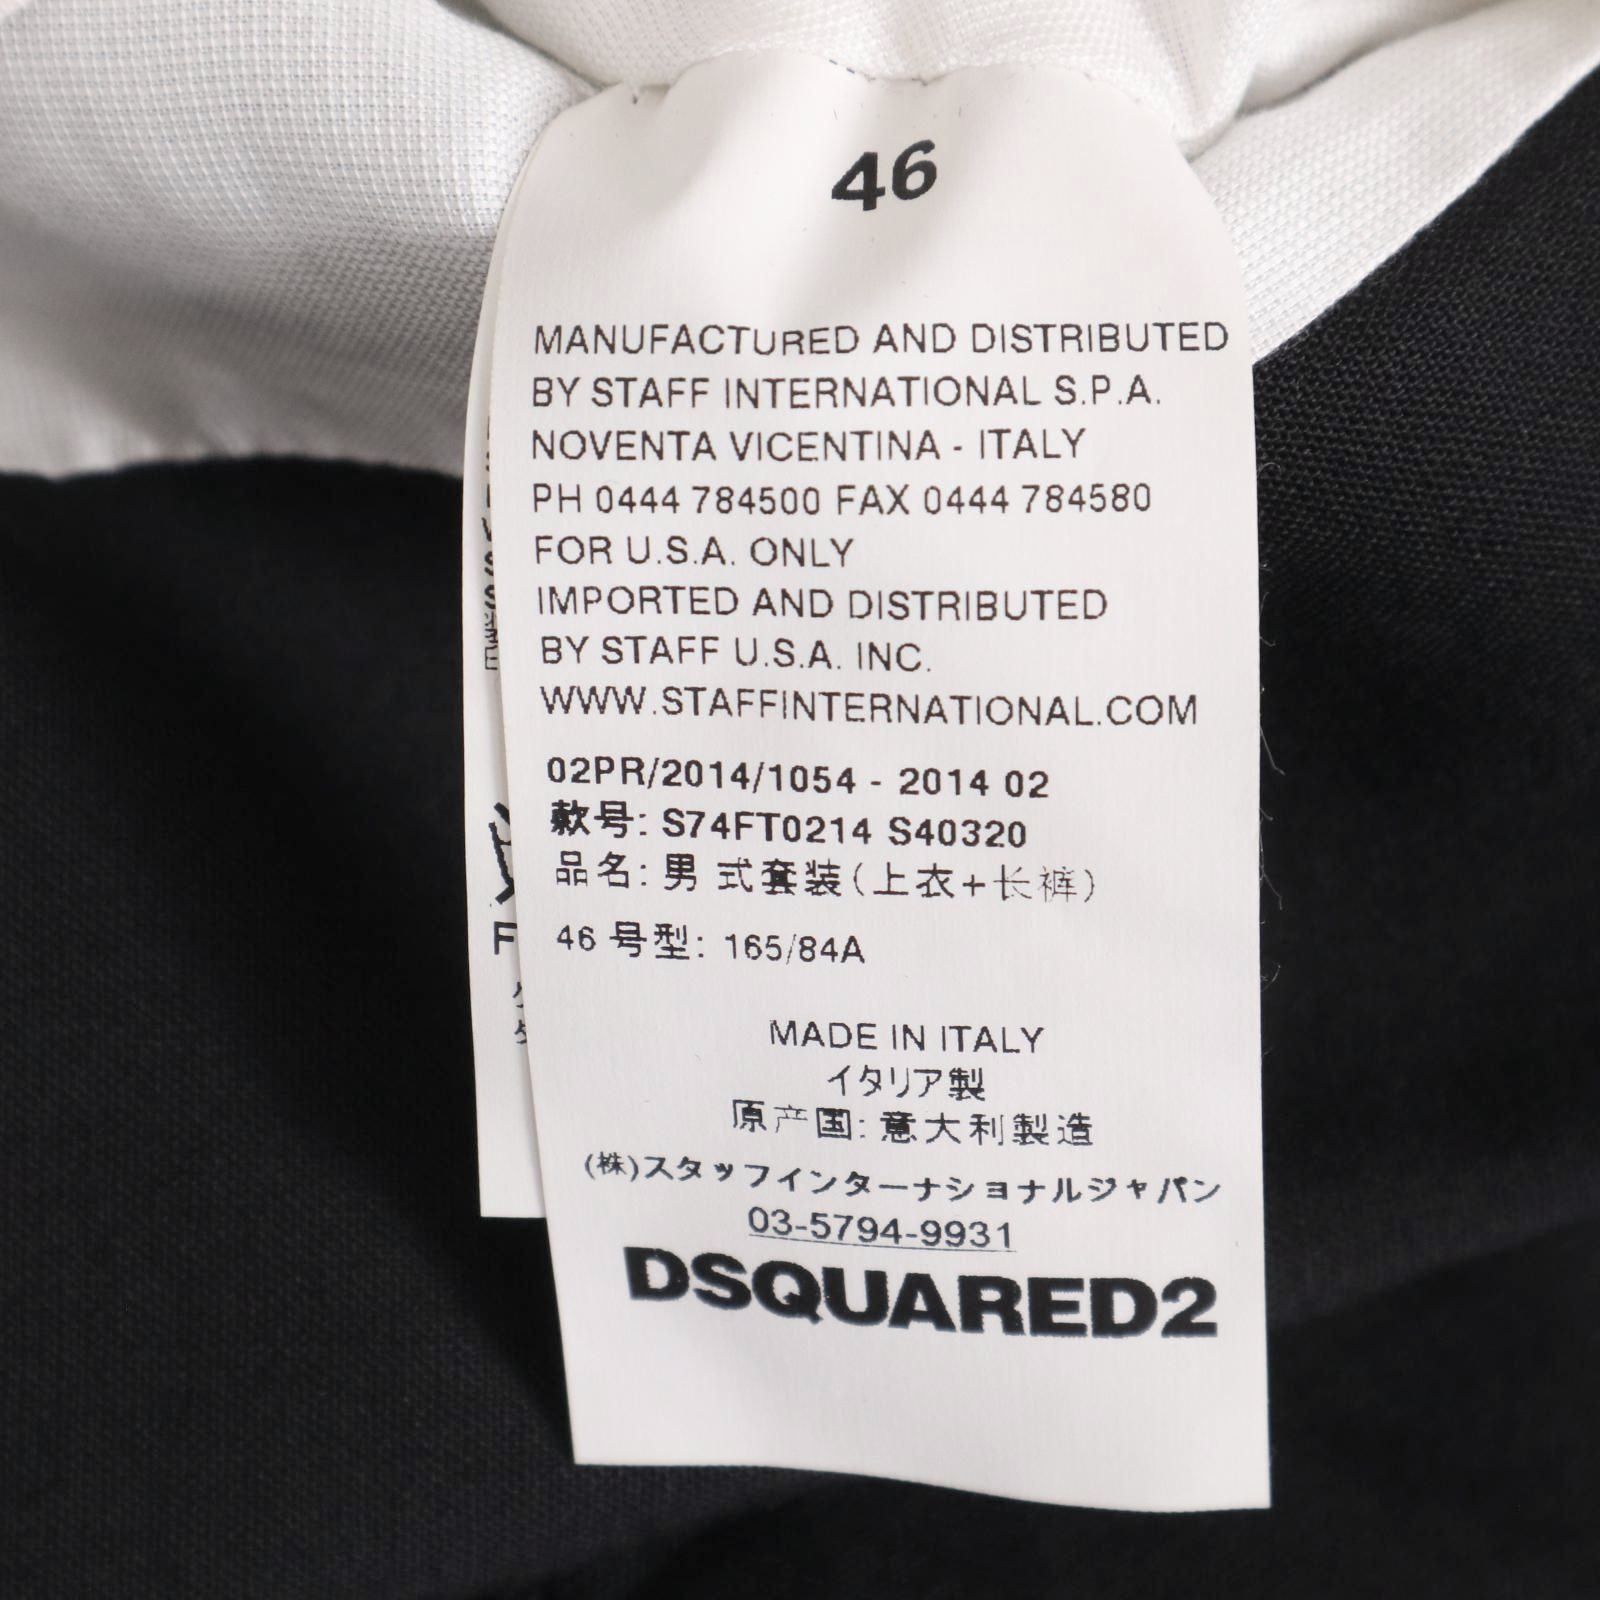 46
MANUFACTURED AND DISTRIBUTED
BY STAFF INTERNATIONAL S.P.A.
NOVENTA VICENTINA - ITALY
PH 0444 784500 FAX 0444 784580
FOR U.S.A. ONLY
IMPORTED AND DISTRIBUTED
BY STAFF U.S.A. INC.
WWW.STAFFINTERNATIONAL.COM
02PR/2014/1054 - 2014 02
款号: S74FT0214 S40320
品名: 男 式套装(上衣+长裤)
46 号型: 165/84A
MADE IN ITALY
イタリア製
原产国: 意大利製造
(株)スタッフインターナショナルジャパン
03-5794-9931
DSQUARED2